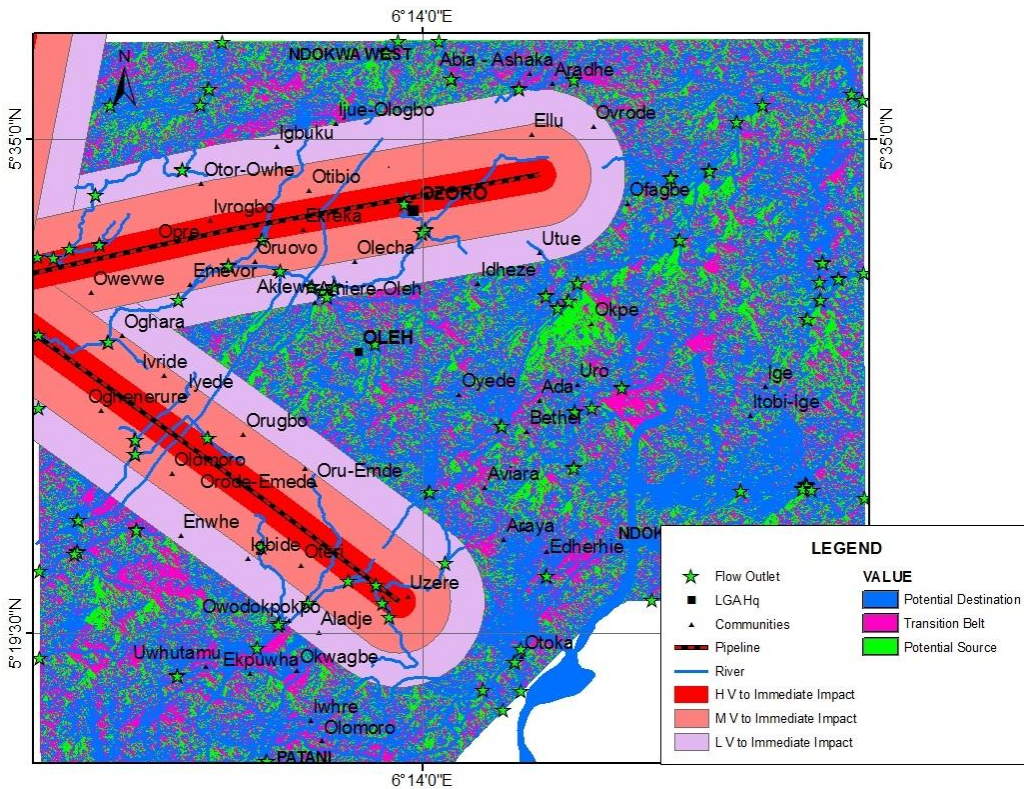 6°14'0"E
NDOKWA WEST
N
Abia - Ashaka
Aradhe
5°35'0"N
5°35'0"N
Ijue-Ologbo
Ellu
Ovrode
Igbuku
Otor-Owhe
Otibio
OZORO
Ofagbe
Ivrogbo
Ekreka
Opre
Oruovo
Olecha
Utue
Owevwe
Emevor
Idheze
Amiere-Oleh
Oghara
Okpe
OLEH
Ivride
Iyede
Oyede
Ada
Uro
Ige
Oghenerure
Itobi-Ige
Orugbo
Bethel
Olomoro
Oru-Emde
Aviara
Orode-Emede
Enwhe
Araya
NDOK
Igbide
Oteri
Edherhie
Uzere
Owodokpokpo
Aladje
5°19'30"N
Otoka
Uwhutamu
Ekpuwha
Okwagbe
Iwhre
Olomoro
PATANI
6°14'0"E
LEGEND
Flow Outlet
LGA Hq
Communities
Pipeline
River
H V to Immediate Impact
M V to Immediate Impact
L V to Immediate Impact
VALUE
Potential Destination
Transition Belt
Potential Source